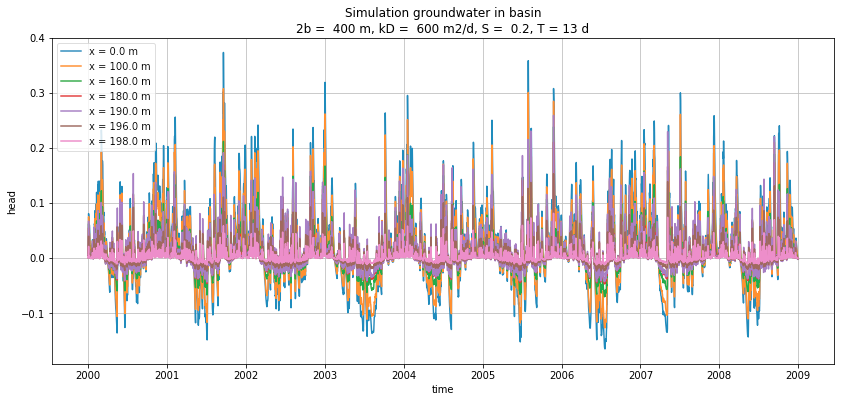 Simulation groundwater in basin
2b =  400 m, kD =  600 m2/d, S =  0.2, T = 13 d
x = 0.0 m
x = 100.0 m
x = 160.0 m
x = 180.0 m
x = 190.0 m
x = 196.0 m
x = 198.0 m
head
0.4
0.3
0.2
0.1
0.0
−0.1
2000 2001 2002 2003 2004 2005 2006 2007 2008 2009
time